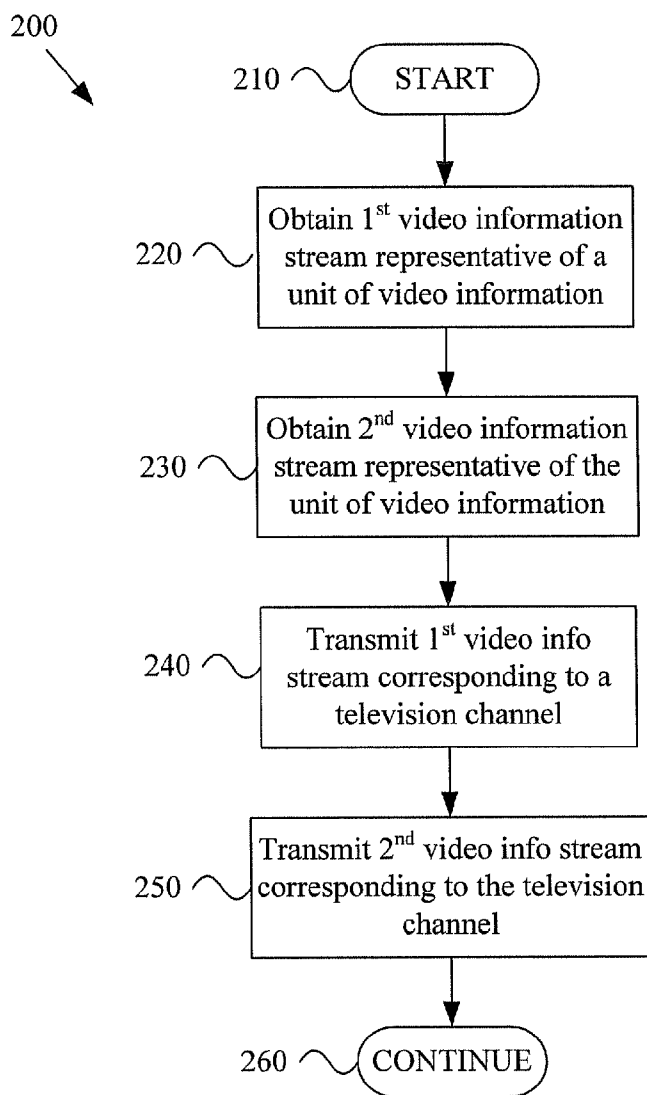 200
210
START
220
Obtain 1st video information
stream representative of a
unit of video information
230
Obtain 2nd video information
stream representative of the
unit of video information
240
Transmit 1st video info
stream corresponding to a
television channel
250
Transmit 2nd video info stream
corresponding to the television
channel
260
CONTINUE